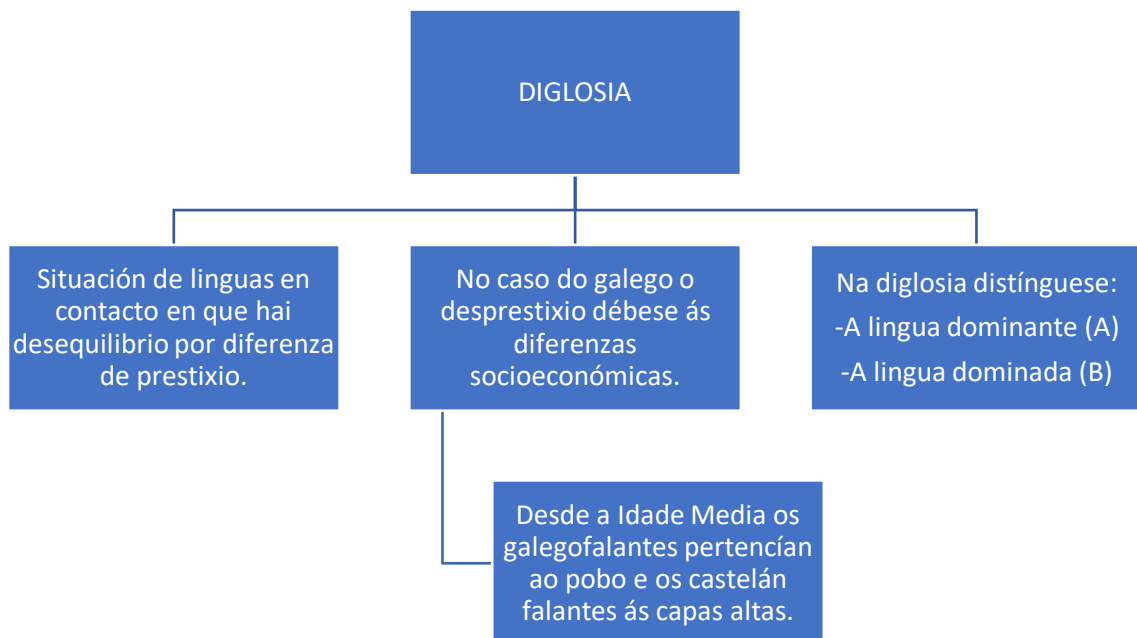 DIGLOSIA
Situación de linguas en
contacto en que hai
desequilibrio por diferenza
de prestixio.
No caso do galego o
desprestixio débese ás
diferenzas
socioeconómicas.
Na diglosia distínguese:
-A lingua dominante (A)
-A lingua dominada (B)
Desde a Idade Media os
galegofalantes pertencían
ao pobo e os castelán
falantes ás capas altas.